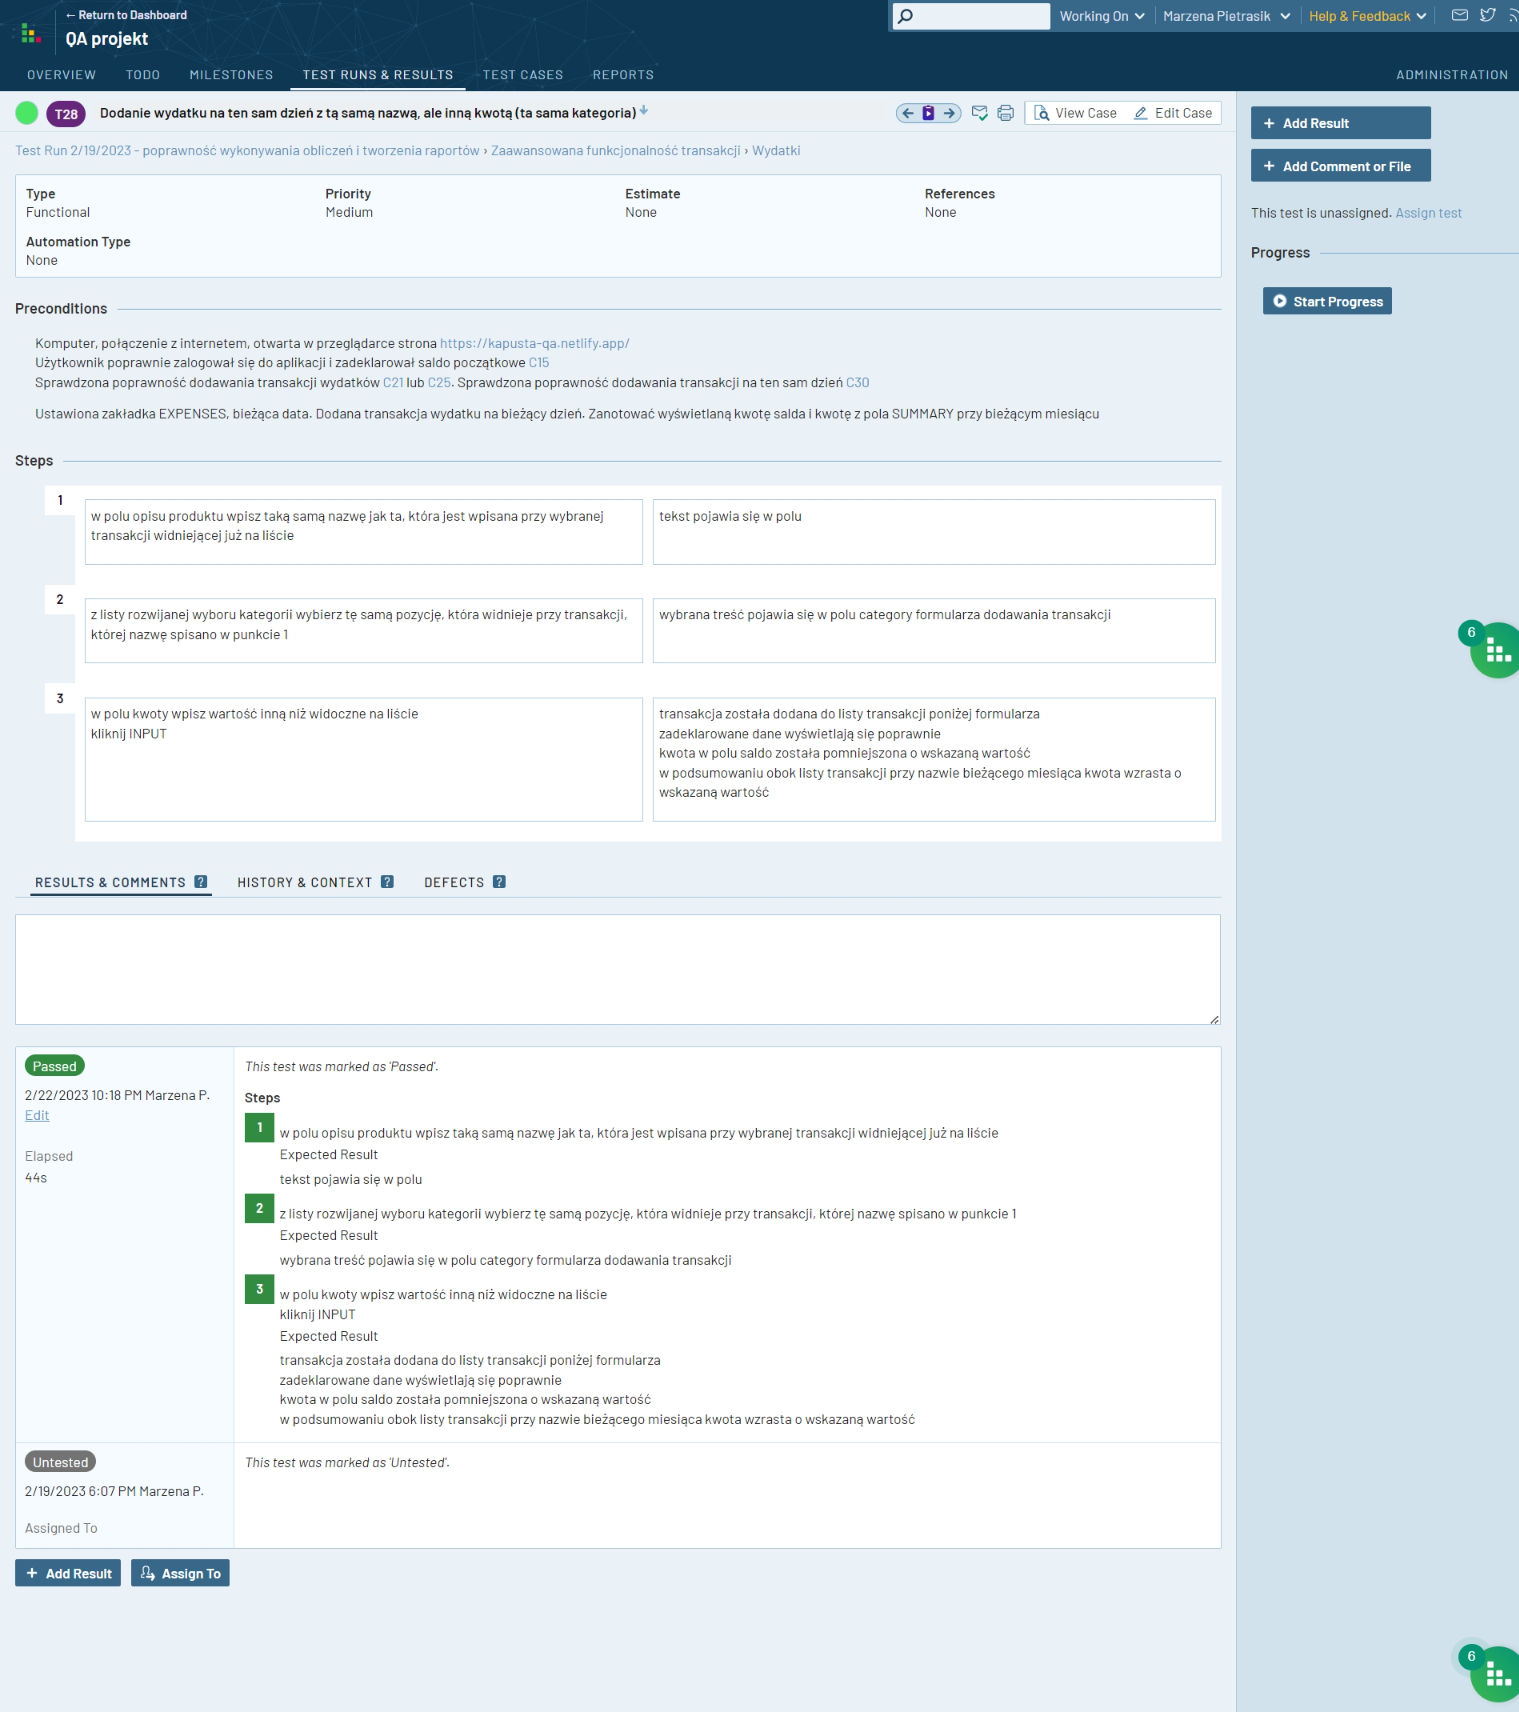 ← Return to Dashboard
QA projekt
Working On
Marzena Pietrasik
Help & Feedback
OVERVIEW
TODO
MILESTONES
TEST RUNS & RESULTS
TEST CASES
REPORTS
ADMINISTRATION
T28
Dodanie wydatku na ten sam dzień z tą samą nazwą, ale inną kwotą (ta sama kategoria)
View Case
Edit Case
Test Run 2/19/2023 - poprawność wykonywania obliczeń i tworzenia raportów › Zaawansowana funkcjonalność transakcji › Wydatki
Type
Functional
Priority
Medium
Estimate
None
References
None
Automation Type
None
Preconditions
Komputer, połączenie z internetem, otwarta w przeglądarce strona https://kapusta-qa.netlify.app/
Użytkownik poprawnie zalogował się do aplikacji i zadeklarował saldo początkowe C15
Sprawdzona poprawność dodawania transakcji wydatków C21 lub C25. Sprawdzona poprawność dodawania transakcji na ten sam dzień C30
Ustawiona zakładka EXPENSES, bieżąca data. Dodana transakcja wydatku na bieżący dzień. Zanotować wyświetlaną kwotę salda i kwotę z pola SUMMARY przy bieżącym miesiącu
Steps
1
w polu opisu produktu wpisz taką samą nazwę jak ta, która jest wpisana przy wybranej
transakcji widniejącej już na liście
tekst pojawia się w polu
2
z listy rozwijanej wyboru kategorii wybierz tę samą pozycję, która widnieje przy transakcji,
której nazwę spisano w punkcie 1
wybrana treść pojawia się w polu category formularza dodawania transakcji
3
w polu kwoty wpisz wartość inną niż widoczne na liście
kliknij INPUT
transakcja została dodana do listy transakcji poniżej formularza
zadeklarowane dane wyświetlają się poprawnie
kwota w polu saldo została pomniejszona o wskazaną wartość
w podsumowaniu obok listy transakcji przy nazwie bieżącego miesiąca kwota wzrasta o
wskazaną wartość
RESULTS & COMMENTS ?
HISTORY & CONTEXT ?
DEFECTS ?
Passed
2/22/2023 10:18 PM Marzena P.
Edit
Elapsed
44s
This test was marked as 'Passed'.
Steps
1
w polu opisu produktu wpisz taką samą nazwę jak ta, która jest wpisana przy wybranej transakcji widniejącej już na liście
Expected Result
tekst pojawia się w polu
2
z listy rozwijanej wyboru kategorii wybierz tę samą pozycję, która widnieje przy transakcji, której nazwę spisano w punkcie 1
Expected Result
wybrana treść pojawia się w polu category formularza dodawania transakcji
3
w polu kwoty wpisz wartość inną niż widoczne na liście
kliknij INPUT
Expected Result
transakcja została dodana do listy transakcji poniżej formularza
zadeklarowane dane wyświetlają się poprawnie
kwota w polu saldo została pomniejszona o wskazaną wartość
w podsumowaniu obok listy transakcji przy nazwie bieżącego miesiąca kwota wzrasta o wskazaną wartość
Untested
2/19/2023 6:07 PM Marzena P.
Assigned To
This test was marked as 'Untested'.
+ Add Result
Assign To
+ Add Result
+ Add Comment or File
This test is unassigned. Assign test
Progress
Start Progress
6
6